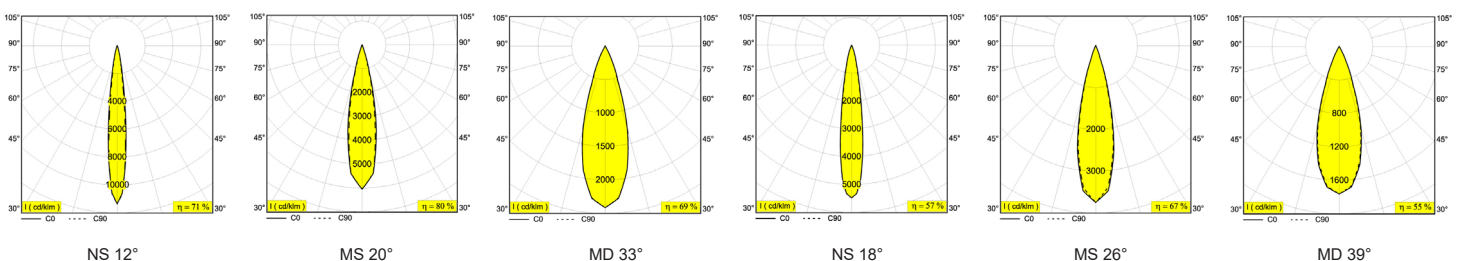 105° 105°
90° 90°
75° 75°
60° 60°
45° 45°
30° 30°
4000
6000
8000
10000
I ( cd/klm )
η = 71 %
C0 C90
NS 12°
105° 105°
90° 90°
75° 75°
60° 60°
45° 45°
30° 30°
2000
3000
4000
5000
I ( cd/klm )
η = 80 %
C0 C90
MS 20°
105° 105°
90° 90°
75° 75°
60° 60°
45° 45°
30° 30°
1000
1500
2000
I ( cd/klm )
η = 69 %
C0 C90
MD 33°
105° 105°
90° 90°
75° 75°
60° 60°
45° 45°
30° 30°
2000
3000
4000
5000
I ( cd/klm )
η = 57 %
C0 C90
NS 18°
105° 105°
90° 90°
75° 75°
60° 60°
45° 45°
30° 30°
2000
3000
I ( cd/klm )
η = 67 %
C0 C90
MS 26°
105° 105°
90° 90°
75° 75°
60° 60°
45° 45°
30° 30°
800
1200
1600
I ( cd/klm )
η = 55 %
C0 C90
MD 39°